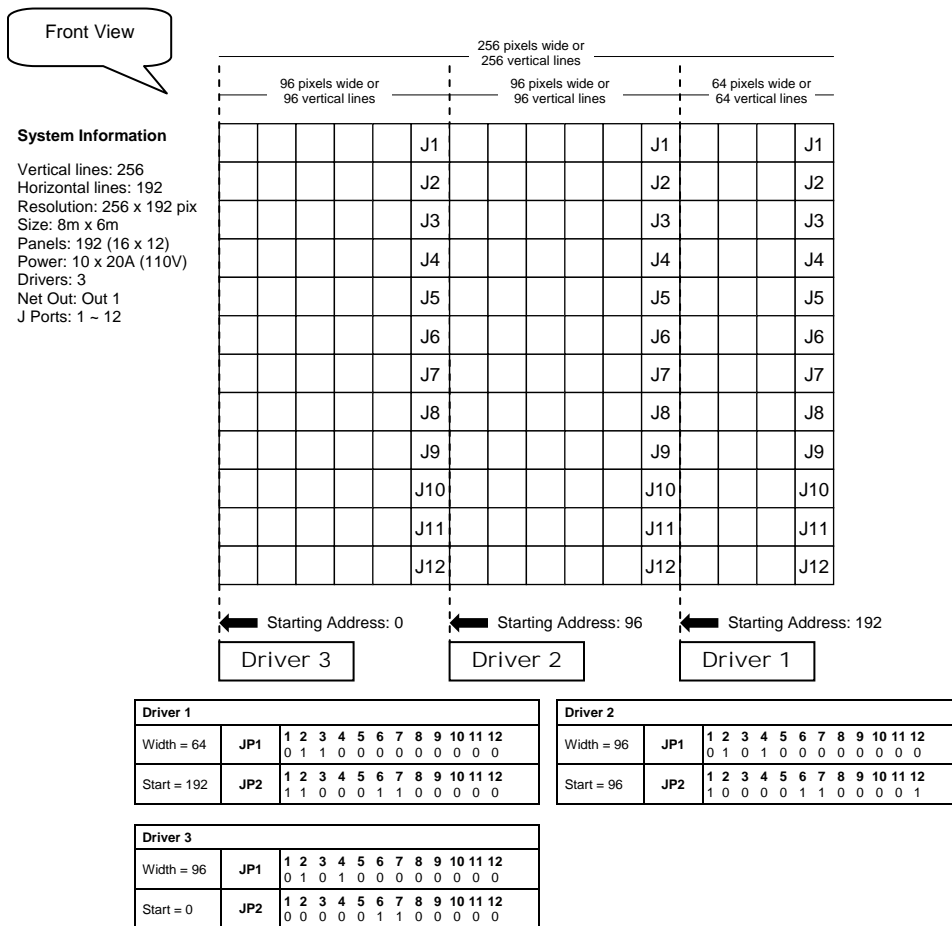 Front View
256 pixels wide or
256 vertical lines
96 pixels wide or
96 vertical lines
96 pixels wide or
96 vertical lines
64 pixels wide or
64 vertical lines
System Information
Vertical lines: 256
Horizontal lines: 192
Resolution: 256 x 192 pix
Size: 8m x 6m
Panels: 192 (16 x 12)
Power: 10 x 20A (110V)
Drivers: 3
Net Out: Out 1
J Ports: 1 ~ 12
J1 J1 J1
J2 J2 J2
J3 J3 J3
J4 J4 J4
J5 J5 J5
J6 J6 J6
J7 J7 J7
J8 J8 J8
J9 J9 J9
J10 J10 J10
J11 J11 J11
J12 J12 J12
Starting Address: 0 Starting Address: 96 Starting Address: 192
Driver 3 Driver 2 Driver 1
Driver 1
Width = 64 JP1 1 2 3 4 5 6 7 8 9 10 11 12
0 1 1 0 0 0 0 0 0 0 0 0
Start = 192 JP2 1 2 3 4 5 6 7 8 9 10 11 12
1 1 0 0 0 1 1 0 0 0 0 0
Driver 2
Width = 96 JP1 1 2 3 4 5 6 7 8 9 10 11 12
0 1 0 1 0 0 0 0 0 0 0 0
Start = 96 JP2 1 2 3 4 5 6 7 8 9 10 11 12
1 0 0 0 0 1 1 0 0 0 0 1
Driver 3
Width = 96 JP1 1 2 3 4 5 6 7 8 9 10 11 12
0 1 0 1 0 0 0 0 0 0 0 0
Start = 0 JP2 1 2 3 4 5 6 7 8 9 10 11 12
0 0 0 0 0 1 1 0 0 0 0 0